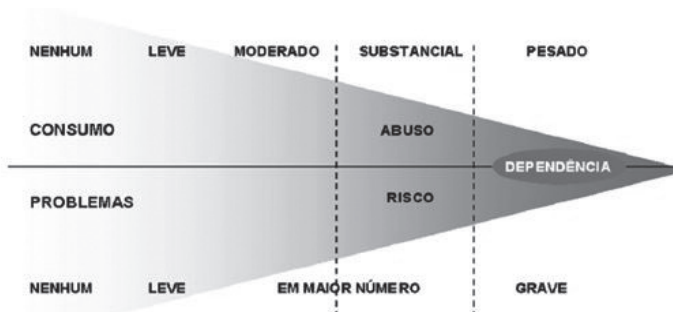 NENHUM LEVE MODERADO SUBSTANCIAL PESADO
CONSUMO ABUSO
DEPENDÊNCIA
PROBLEMAS RISCO
NENHUM LEVE EM MAIOR NÚMERO GRAVE